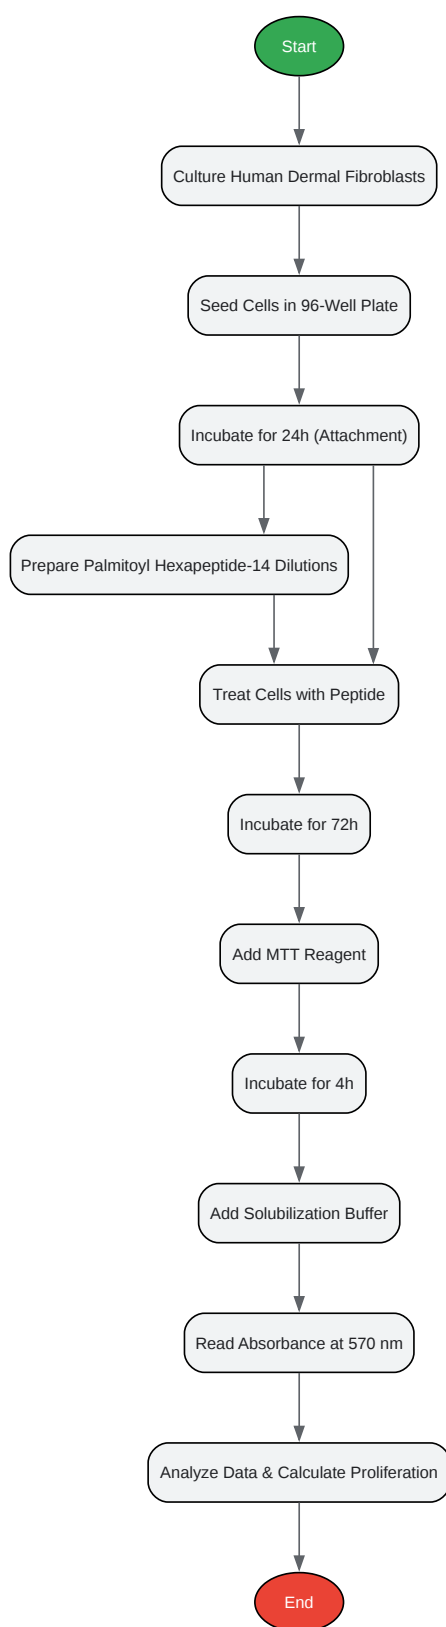 Start
Culture Human Dermal Fibroblasts
Seed Cells in 96-Well Plate
Incubate for 24h (Attachment)
Prepare Palmitoyl Hexapeptide-14 Dilutions
Treat Cells with Peptide
Incubate for 72h
Add MTT Reagent
Incubate for 4h
Add Solubilization Buffer
Read Absorbance at 570 nm
Analyze Data & Calculate Proliferation
End